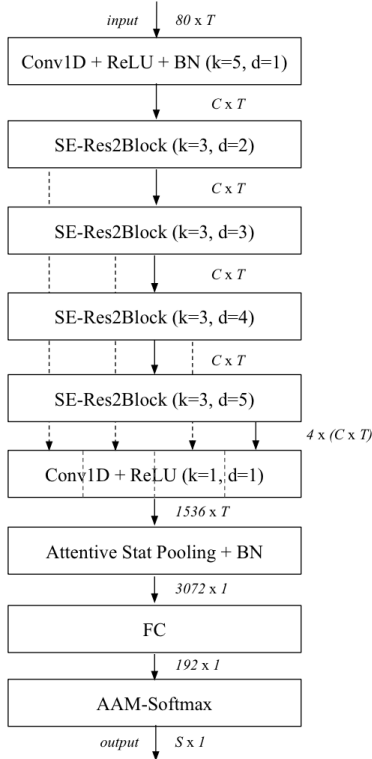 input 80 x T
Conv1D + ReLU + BN (k=5, d=1)
C x T
SE-Res2Block (k=3, d=2)
C x T
SE-Res2Block (k=3, d=3)
C x T
SE-Res2Block (k=3, d=4)
C x T
SE-Res2Block (k=3, d=5)
4 x (C x T)
Conv1D + ReLU (k=1, d=1)
1536 x T
Attentive Stat Pooling + BN
3072 x 1
FC
192 x 1
AAM-Softmax
output S x 1